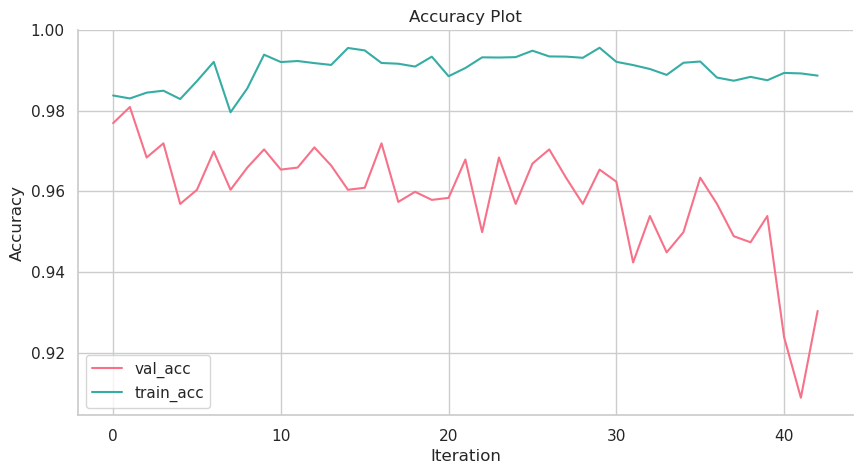 Accuracy Plot
1.00
0.98
0.96
0.94
0.92
Accuracy
val_acc
train_acc
0 10 20 30 40
Iteration